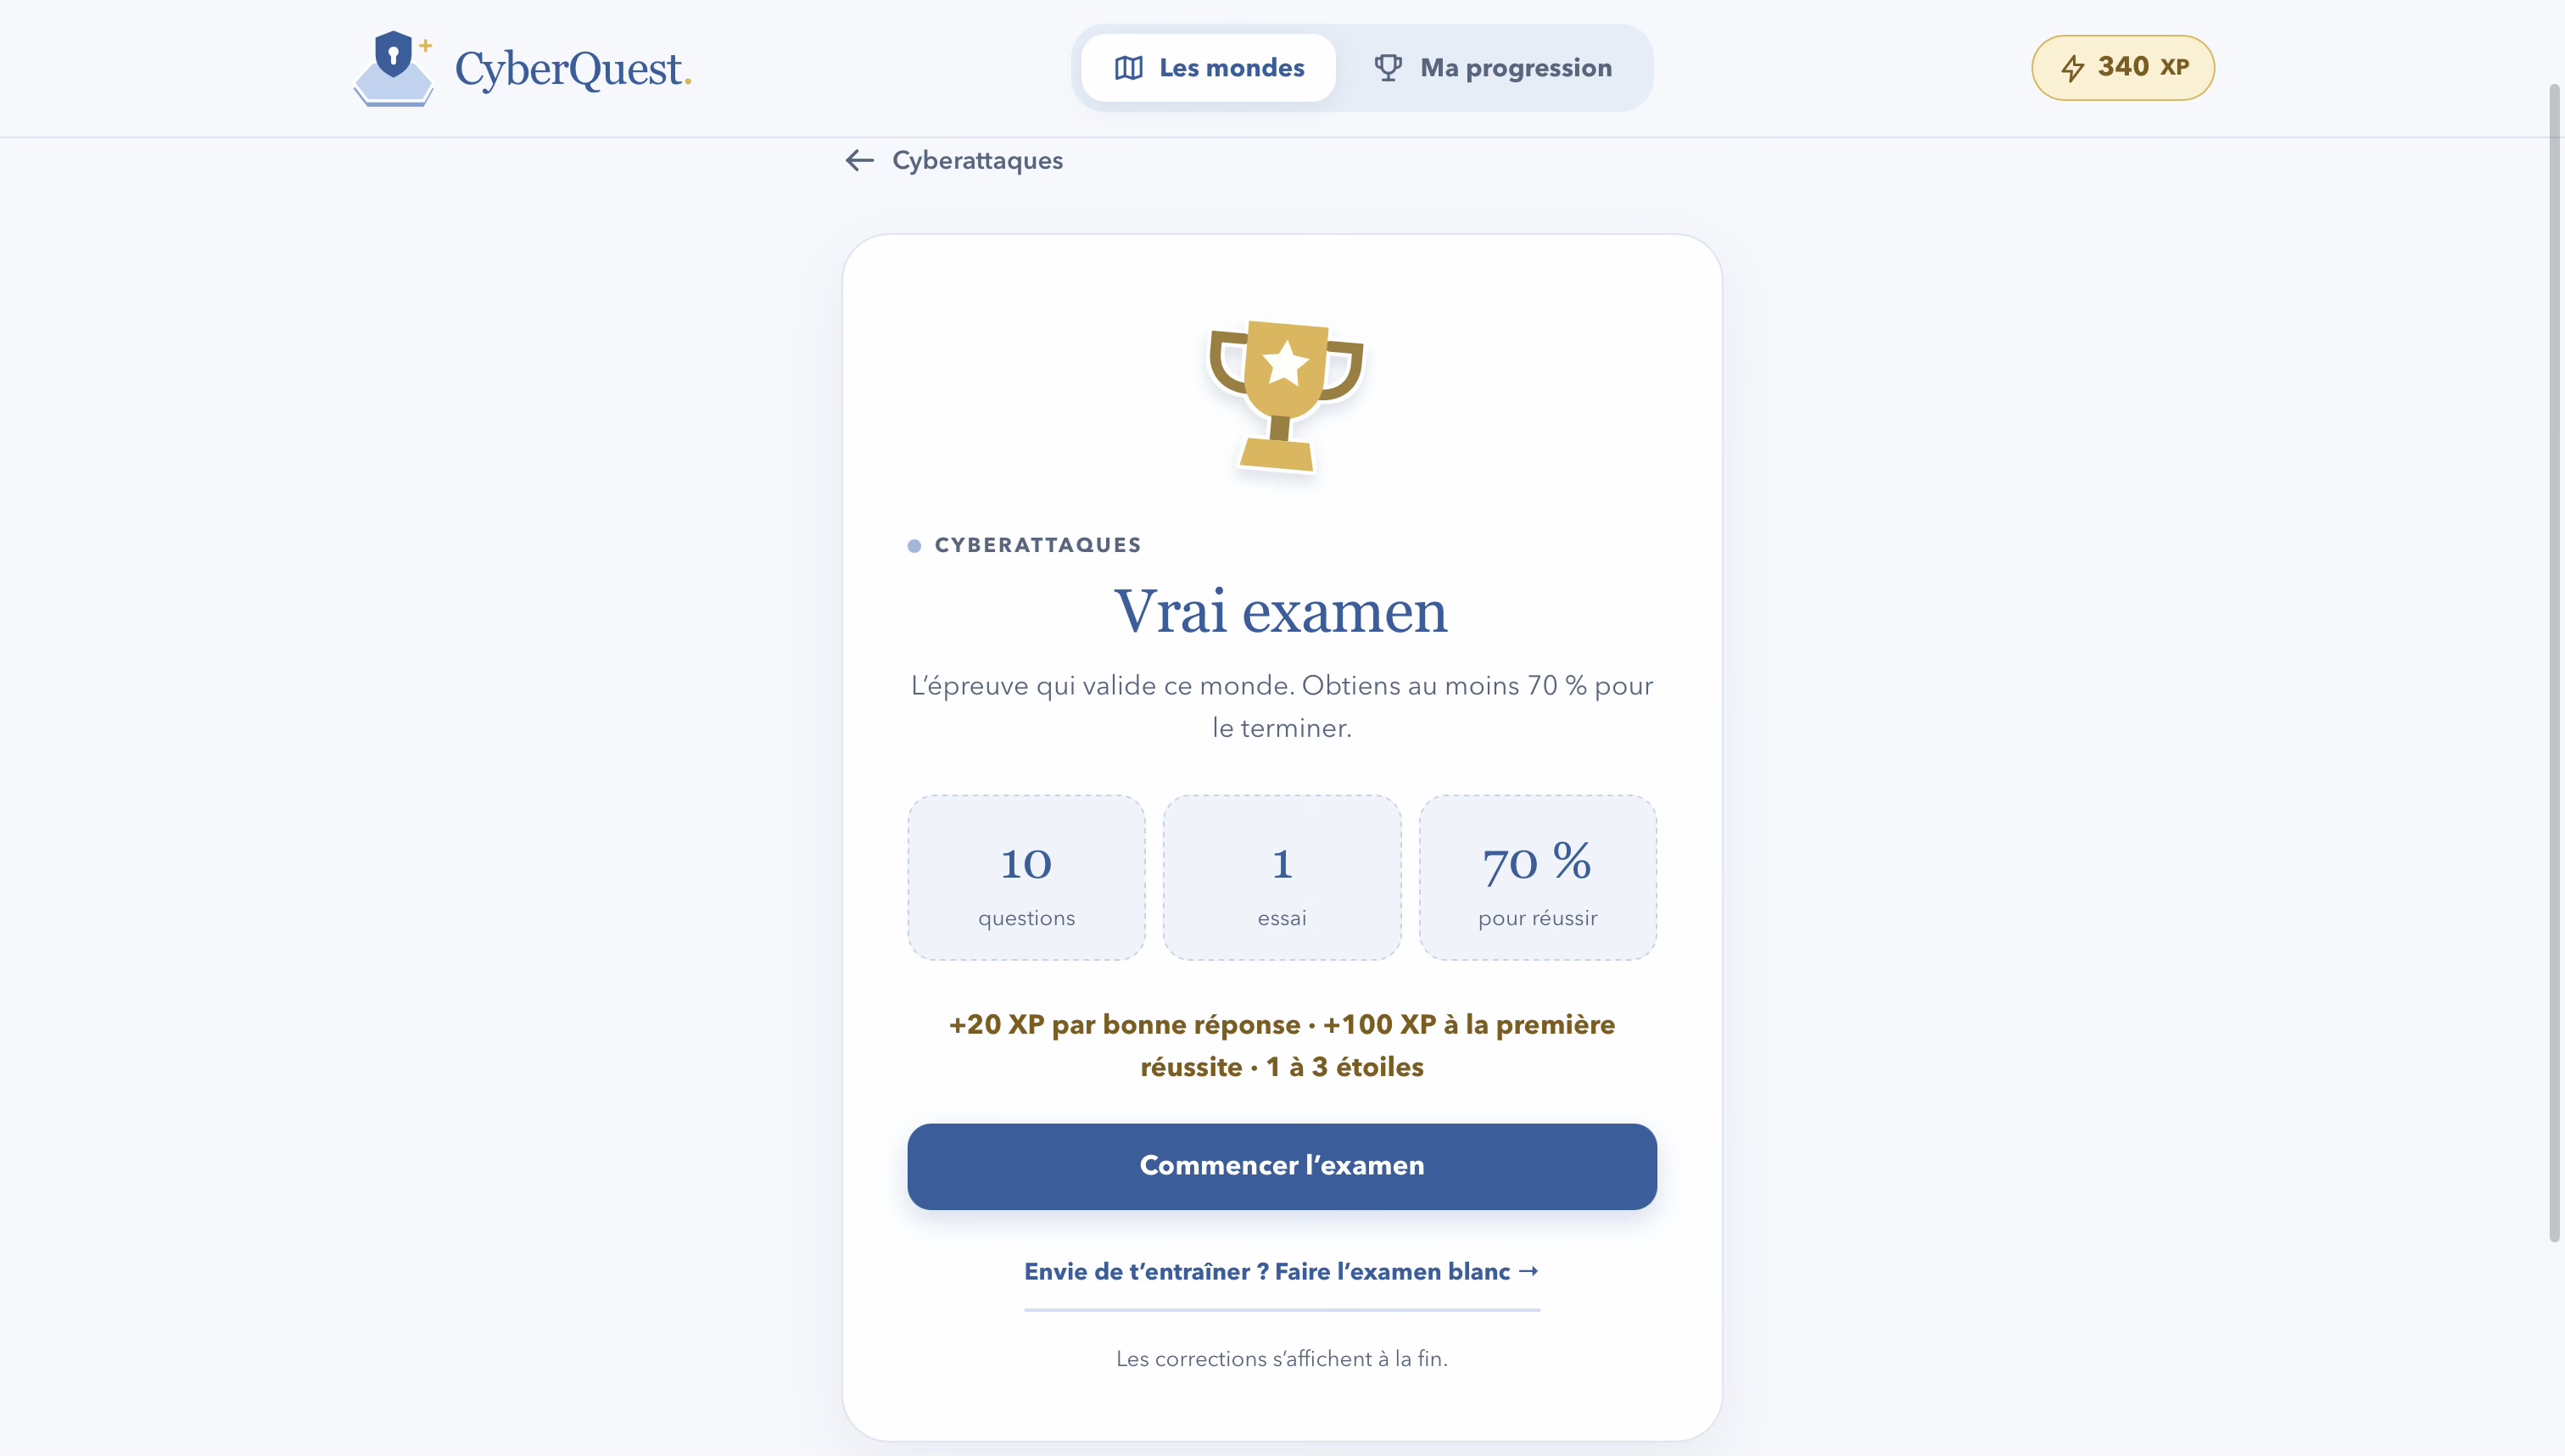 CyberQuest.
Les mondes
Ma progression
340 XP
← Cyberattaques
CYBERATTAQUES
Vrai examen
L’épreuve qui valide ce monde. Obtiens au moins 70 % pour
le terminer.
10
questions
1
essai
70 %
pour réussir
+20 XP par bonne réponse · +100 XP à la première
réussite · 1 à 3 étoiles
Commencer l’examen
Envie de t’entraîner ? Faire l’examen blanc →
Les corrections s’affichent à la fin.